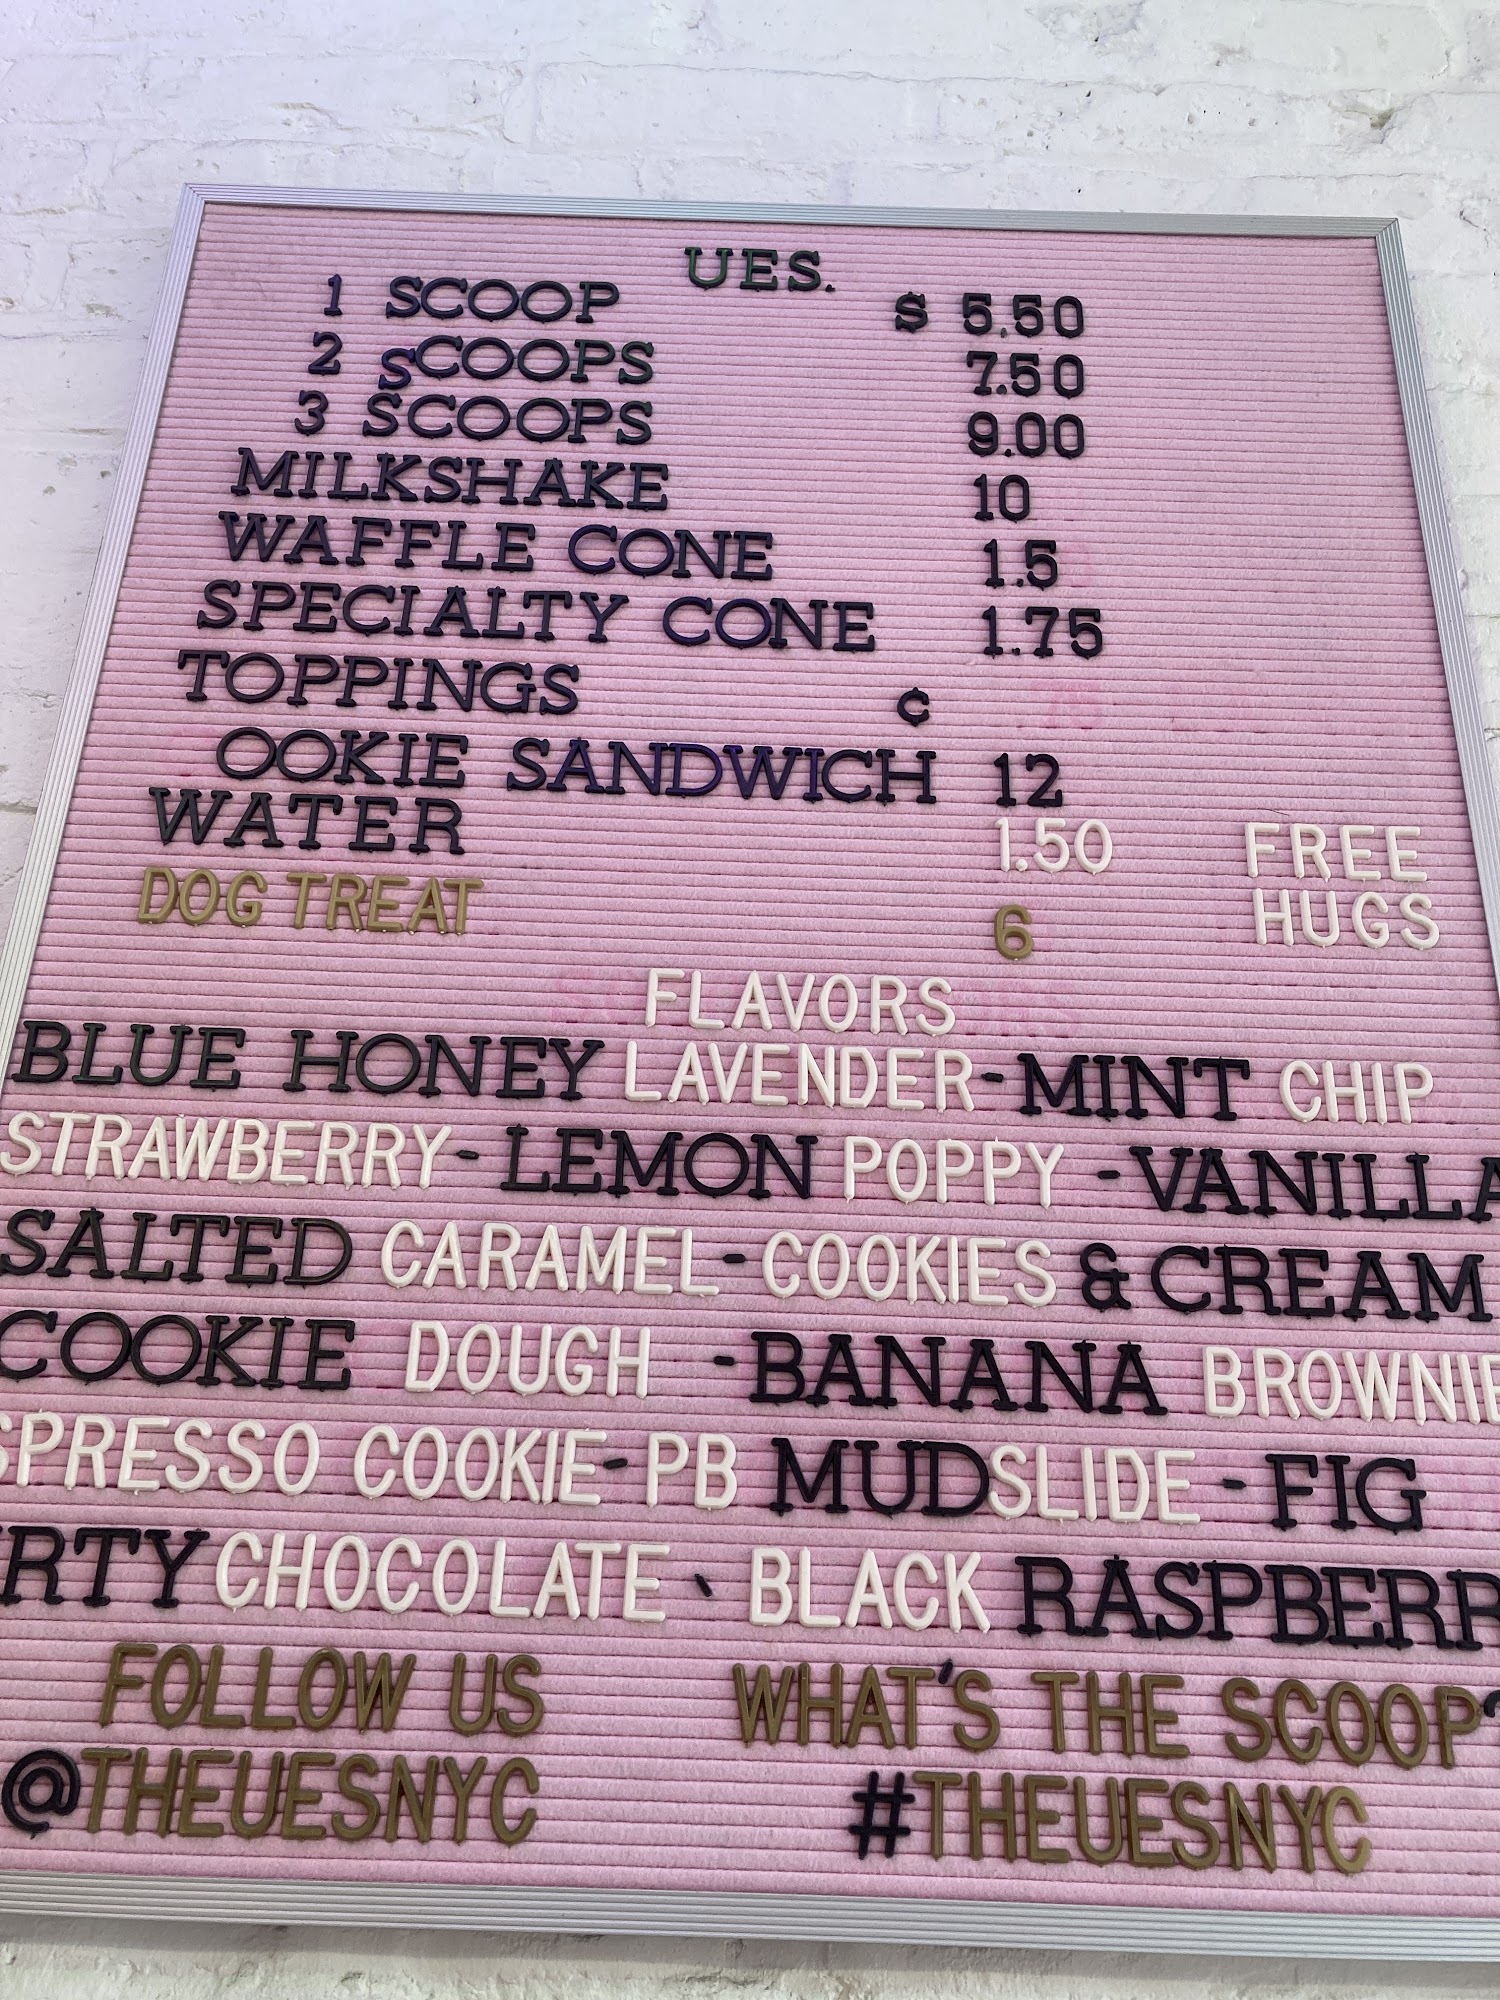 UES.
1 SCOOP $ 5.50
2 SCOOPS 7.50
3 SCOOPS 9.00
MILKSHAKE 10
WAFFLE CONE 1.5
SPECIALTY CONE 1.75
TOPPINGS ¢
OOKIE SANDWICH 12
WATER 1.50 FREE
DOG TREAT 6 HUGS
FLAVORS
BLUE HONEY LAVENDER-MINT CHIP
STRAWBERRY-LEMON POPPY-VANILLA
SALTED CARAMEL-COOKIES & CREAM
COOKIE DOUGH -BANANA BROWNIE
SPRESSO COOKIE-PB MUDSLIDE-FIG
RTY CHOCOLATE - BLACK RASPBERR
FOLLOW US WHAT'S THE SCOOP?
@THEUESNYC #THEUESNYC